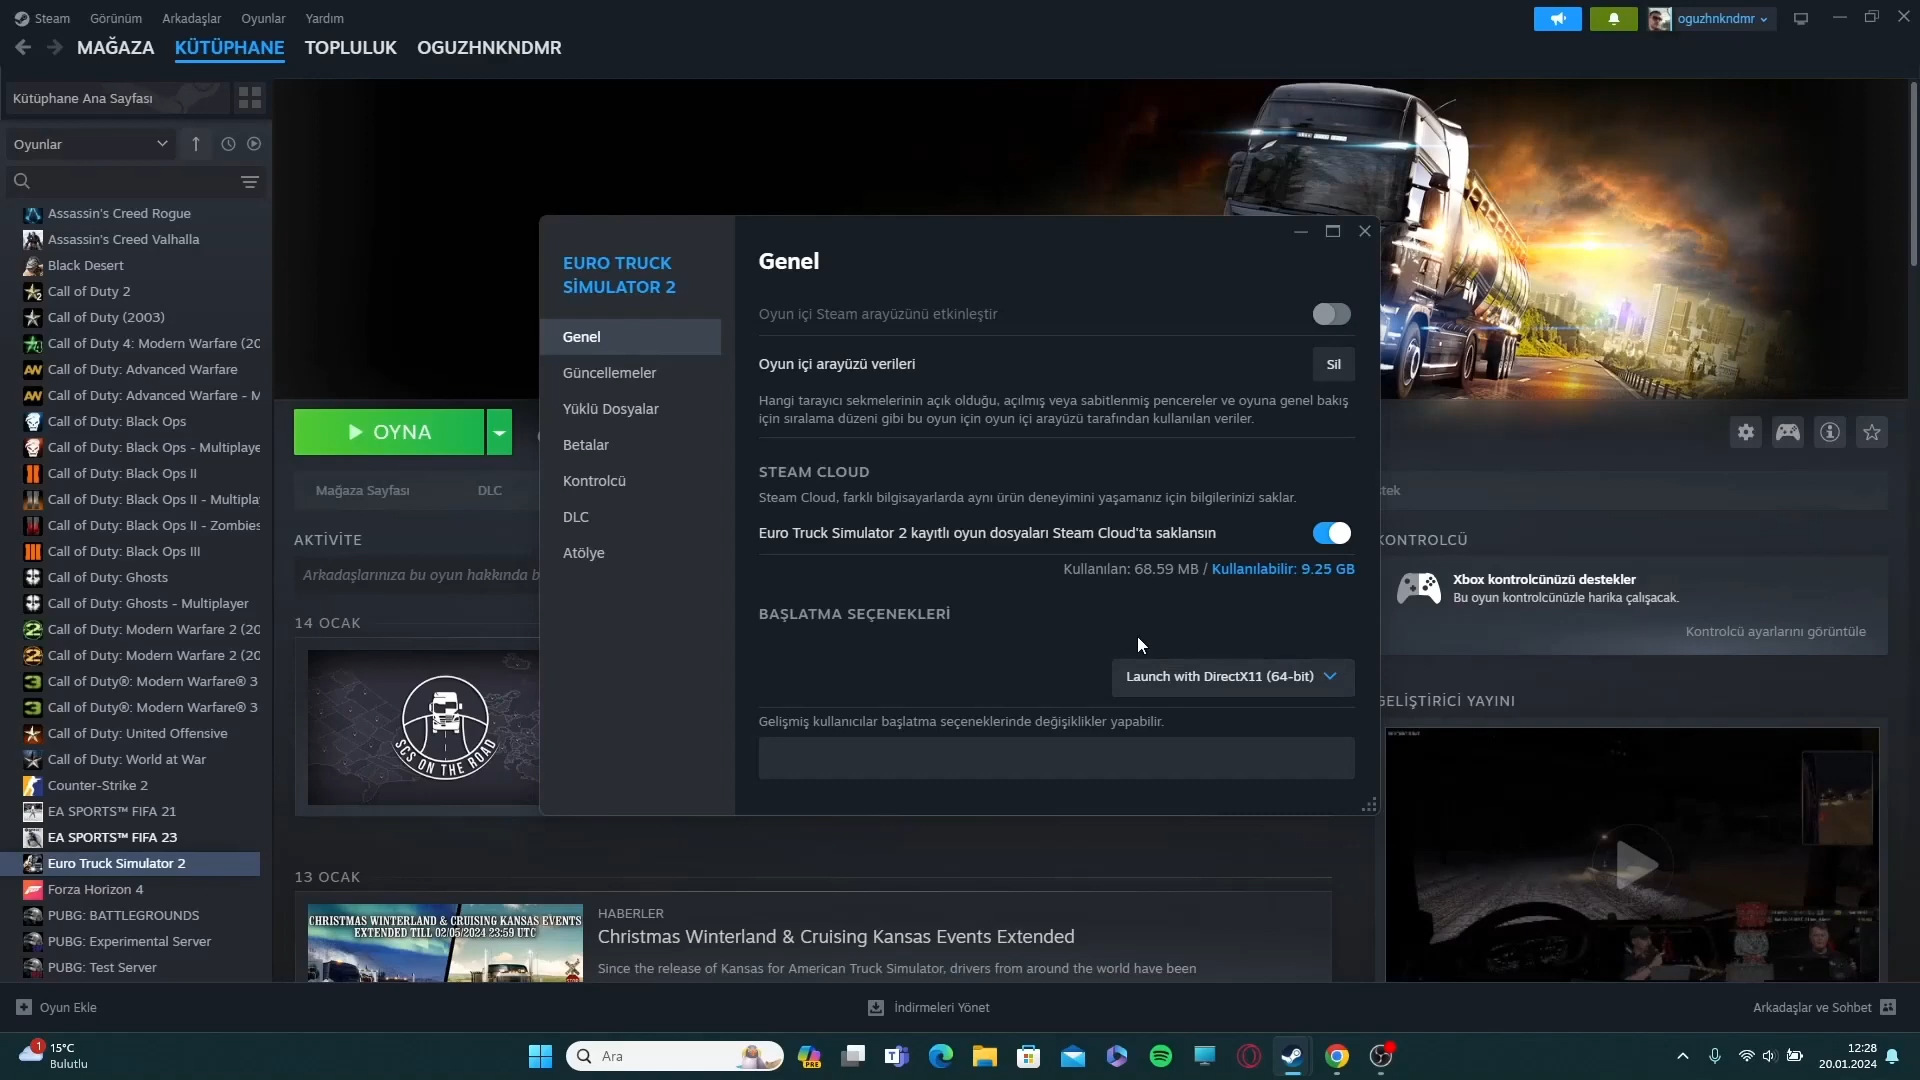 Steam
Görünüm
Arkadaşlar
Oyunlar
Yardım
oguzhnkndmr
MAĞAZA
KÜTÜPHANE
TOPLULUK
OGUZHNKNDMR
Kütüphane Ana Sayfası
Oyunlar
Assassin's Creed Rogue
Assassin's Creed Valhalla
Black Desert
Call of Duty 2
Call of Duty (2003)
Call of Duty 4: Modern Warfare (20
Call of Duty: Advanced Warfare
Call of Duty: Advanced Warfare - M
Call of Duty: Black Ops
Call of Duty: Black Ops - Multiplaye
Call of Duty: Black Ops II
Call of Duty: Black Ops II - Multipla
Call of Duty: Black Ops II - Zombies
Call of Duty: Black Ops III
Call of Duty: Ghosts
Call of Duty: Ghosts - Multiplayer
Call of Duty: Modern Warfare 2 (20
Call of Duty: Modern Warfare 2 (20
Call of Duty®: Modern Warfare® 3
Call of Duty®: Modern Warfare® 3
Call of Duty: United Offensive
Call of Duty: World at War
Counter-Strike 2
EA SPORTS™ FIFA 21
EA SPORTS™ FIFA 23
Euro Truck Simulator 2
Forza Horizon 4
PUBG: BATTLEGROUNDS
PUBG: Experimental Server
PUBG: Test Server
OYNA
Mağaza Sayfası
DLC
AKTİVİTE
Arkadaşlarınıza bu oyun hakkında b
14 OCAK
SCS ON THE ROAD
13 OCAK
CHRISTMAS WINTERLAND & CRUISING KANSAS EVENTS
EXTENDED TILL 02/05/2024 23:59 UTC
HABERLER
Christmas Winterland & Cruising Kansas Events Extended
Since the release of Kansas for American Truck Simulator, drivers from around the world have been
EURO TRUCK
SİMULATOR 2
Genel
Güncellemeler
Yüklü Dosyalar
Betalar
Kontrolcü
DLC
Atölye
Genel
Oyun içi Steam arayüzünü etkinleştir
Oyun içi arayüzü verileri
Sil
Hangi tarayıcı sekmelerinin açık olduğu, açılmış veya sabitlenmiş pencereler ve oyuna genel bakış
için sıralama düzeni gibi bu oyun için oyun içi arayüzü tarafından kullanılan veriler.
STEAM CLOUD
Steam Cloud, farklı bilgisayarlarda aynı ürün deneyimini yaşamanız için bilgilerinizi saklar.
Euro Truck Simulator 2 kayıtlı oyun dosyaları Steam Cloud'ta saklansın
Kullanılan: 68.59 MB / Kullanılabilir: 9.25 GB
BAŞLATMA SEÇENEKLERİ
Launch with DirectX11 (64-bit)
Gelişmiş kullanıcılar başlatma seçeneklerinde değişiklikler yapabilir.
tek
KONTROLCÜ
Xbox kontrolcünüzü destekler
Bu oyun kontrolcünüzle harika çalışacak.
Kontrolcü ayarlarını görüntüle
GELİŞTİRİCİ YAYINI
Oyun Ekle
İndirmeleri Yönet
Arkadaşlar ve Sohbet
1
15°C
Bulutlu
Ara
PRE
12:28
20.01.2024